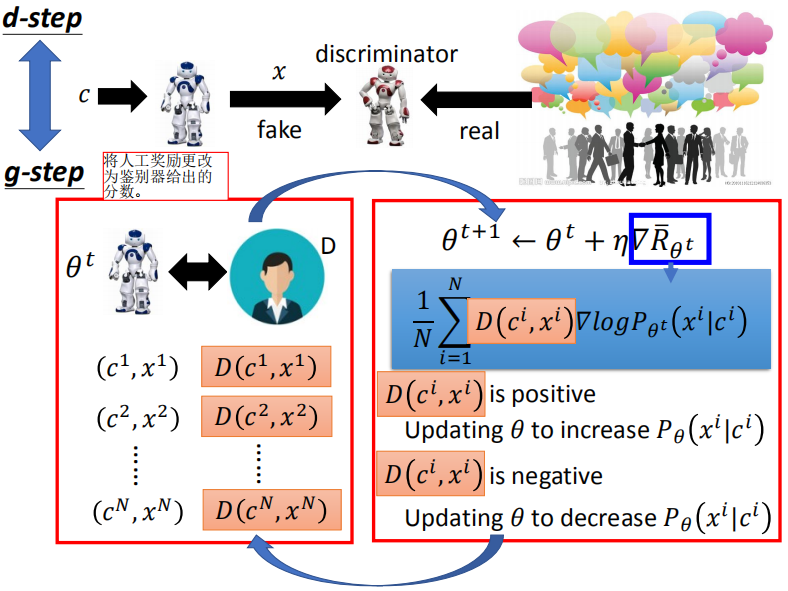 d-step
c
x
fake
discriminator
real
g-step
将人工奖励更改
为鉴别器给出的
分数。
θ^t
D
(c^1, x^1) D(c^1, x^1)
(c^2, x^2) D(c^2, x^2)
⋮ ⋮
(c^N, x^N) D(c^N, x^N)
θ^{t+1} ← θ^t + η∇R̄_{θ^t}
\frac{1}{N} \sum_{i=1}^{N} D(c^i, x^i)∇logP_{θ^t}(x^i|c^i)
D(c^i, x^i) is positive
Updating θ to increase P_θ(x^i|c^i)
D(c^i, x^i) is negative
Updating θ to decrease P_θ(x^i|c^i)